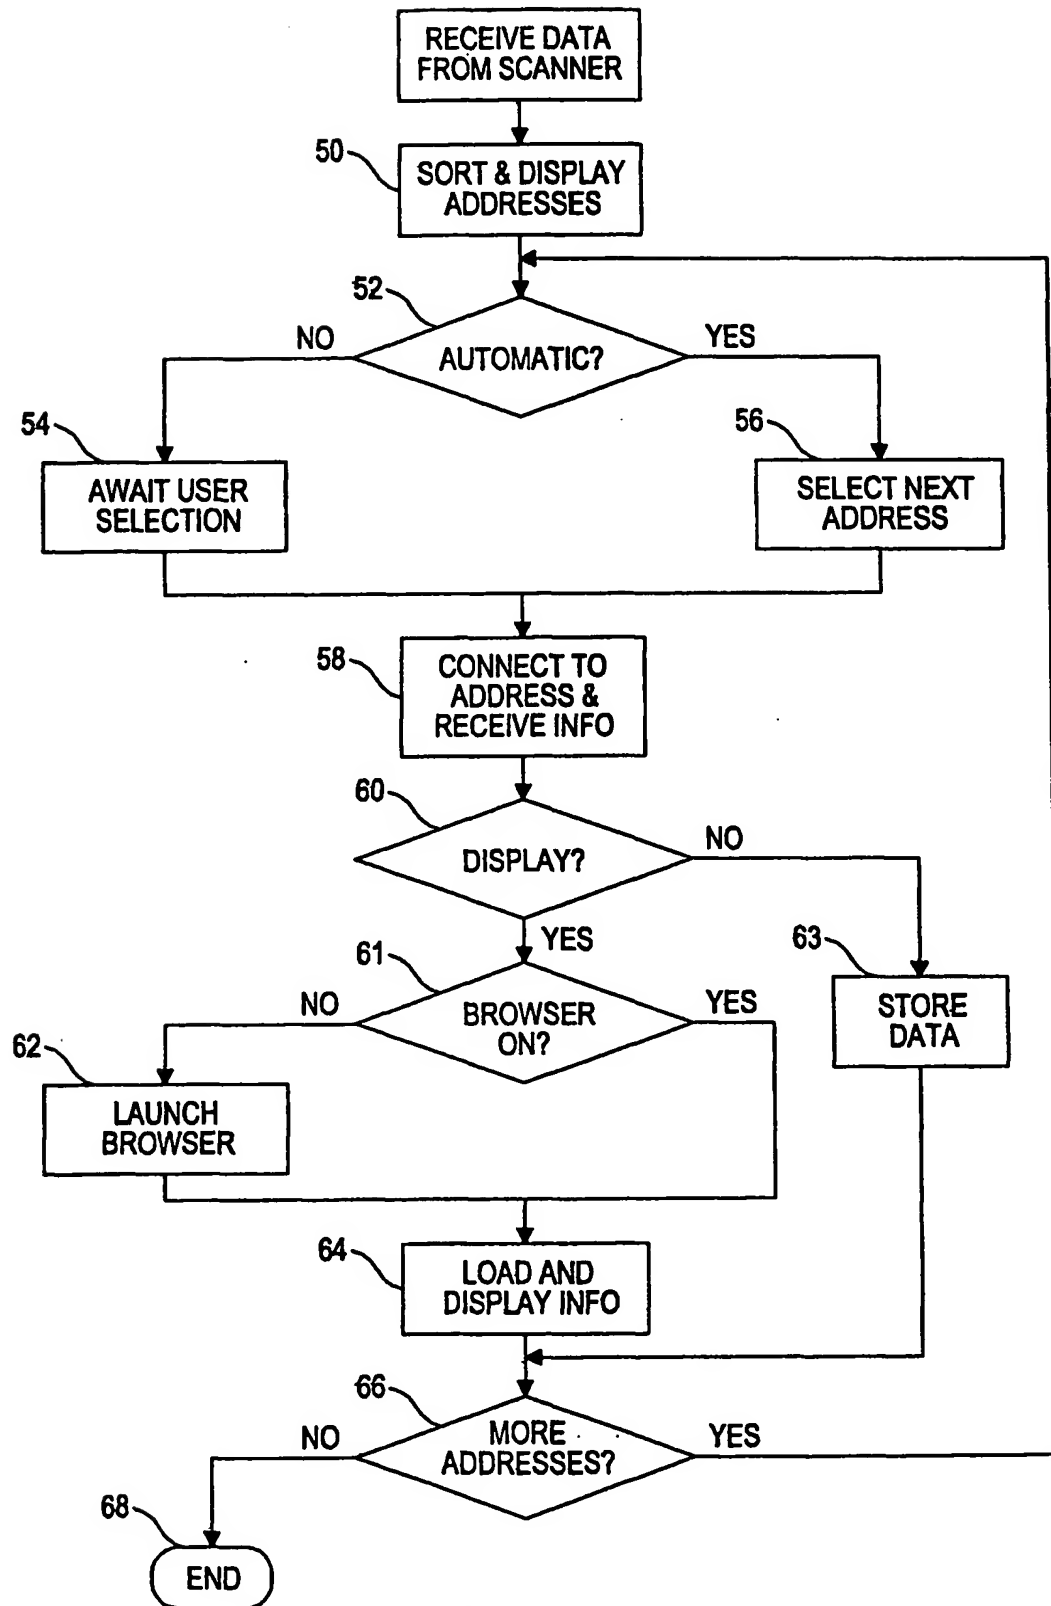 RECEIVE DATA
FROM SCANNER
50
SORT & DISPLAY
ADDRESSES
52
NO
YES
AUTOMATIC?
54
56
AWAIT USER
SELECTION
SELECT NEXT
ADDRESS
58
CONNECT TO
ADDRESS &
RECEIVE INFO
60
NO
DISPLAY?
YES
61
63
NO
YES
BROWSER
ON?
STORE
DATA
62
LAUNCH
BROWSER
64
LOAD AND
DISPLAY INFO
66
NO
YES
MORE
ADDRESSES?
68
END